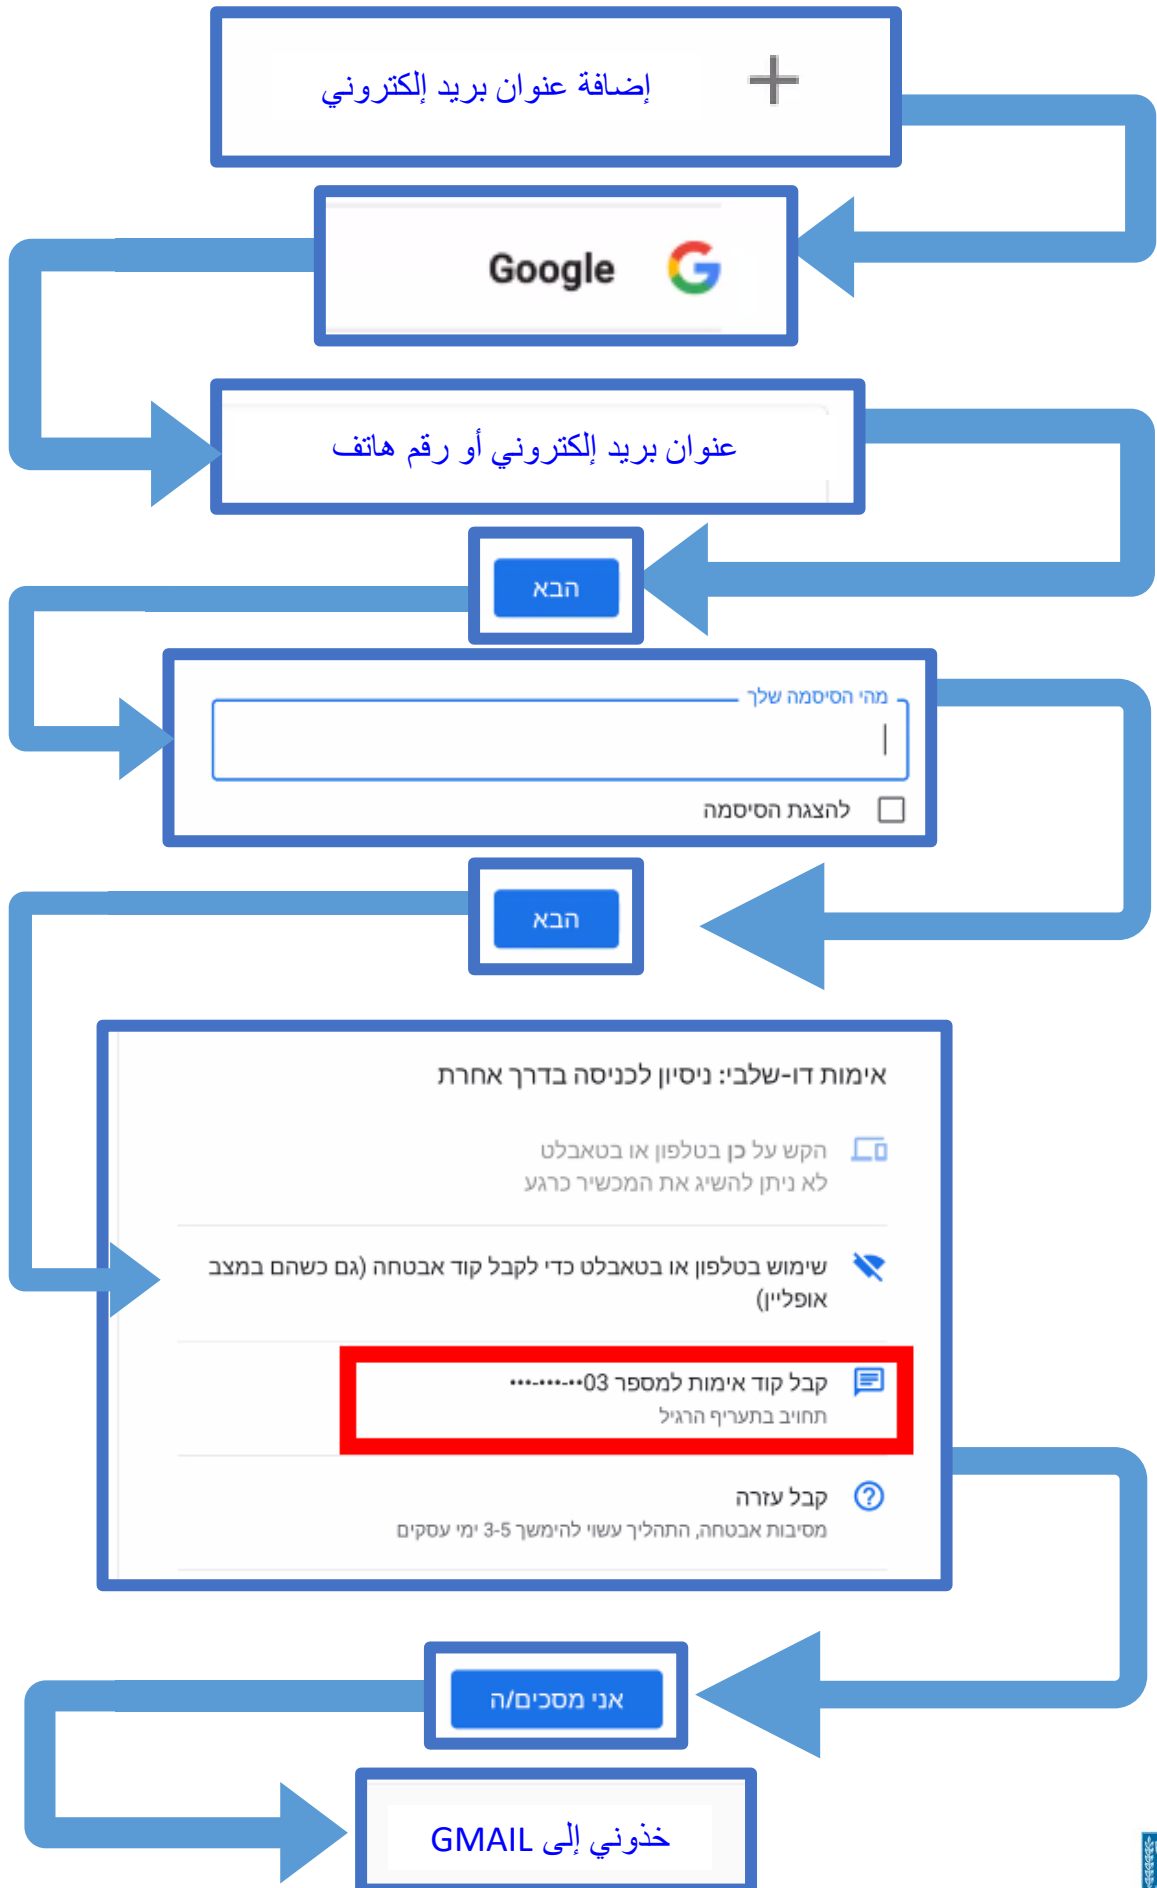 إضافة عنوان بريد إلكتروني
Google
عنوان بريد إلكتروني أو رقم هاتف
הבא
מהי הסיסמה שלך
להצגת הסיסמה
הבא
אימות דו-שלבי: ניסיון לכניסה בדרך אחרת
הקש על כן בטלפון או בטאבלט
לא ניתן להשיג את המכשיר כרגע
שימוש בטלפון או בטאבלט כדי לקבל קוד אבטחה (גם כשהם במצב
אופליין)
קבל קוד אימות למספר 03••-•••-•••
תחויב בתעריף הרגיל
קבל עזרה
מסיבות אבטחה, התהליך עשוי להימשך 3-5 ימי עסקים
אני מסכים/ה
خذوني إلى GMAIL